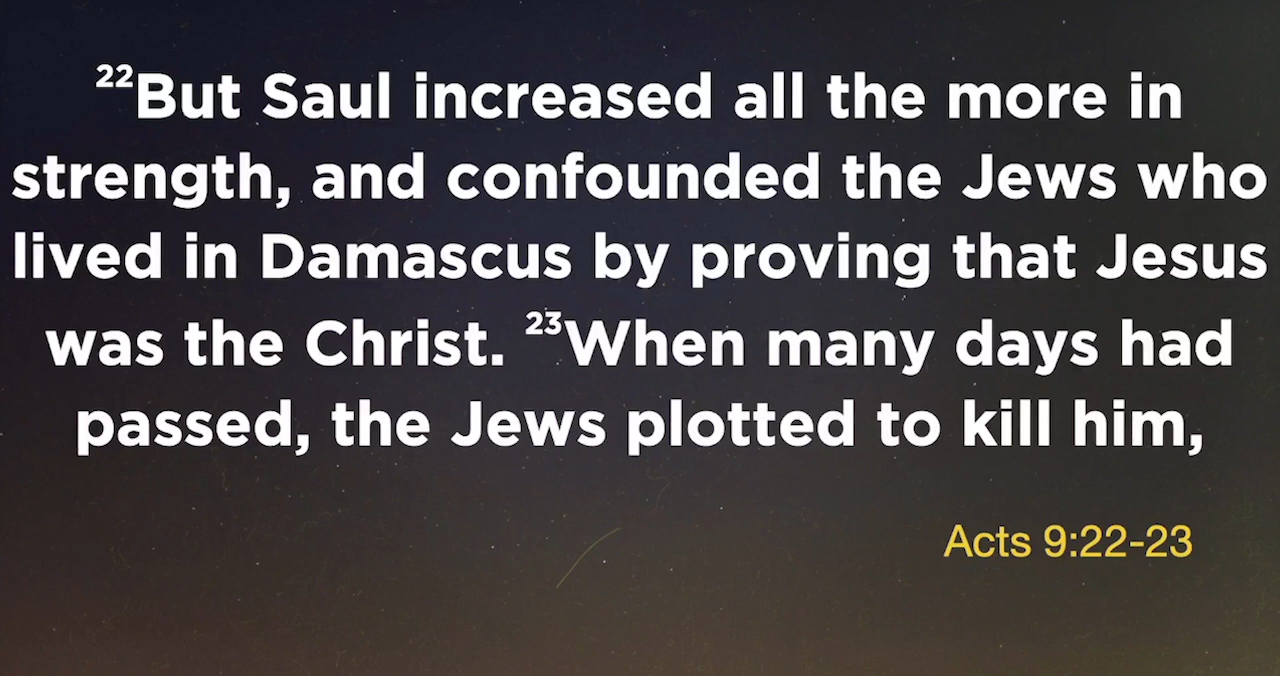 ²²But Saul increased all the more in
strength, and confounded the Jews who
lived in Damascus by proving that Jesus
was the Christ. ²³When many days had
passed, the Jews plotted to kill him,
Acts 9:22-23